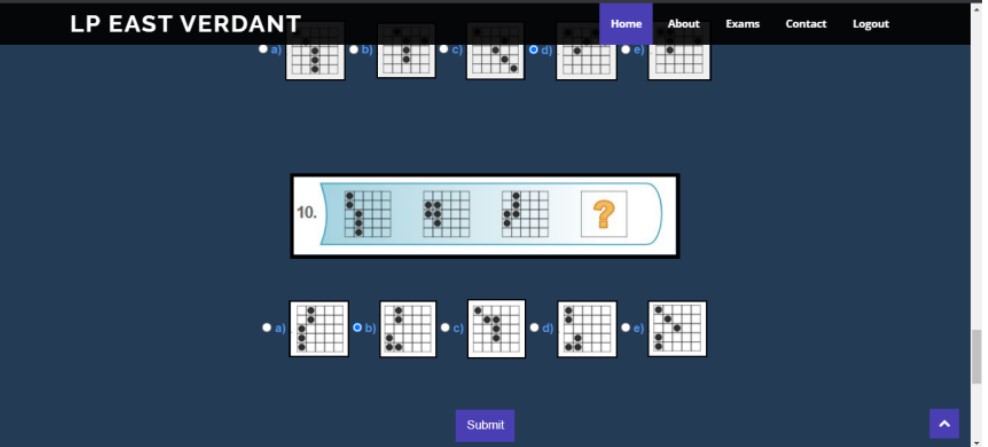 LP EAST VERDANT
Home About Exams Contact Logout
a) b) c) d) e)
10. ?
a) b) c) d) e)
Submit